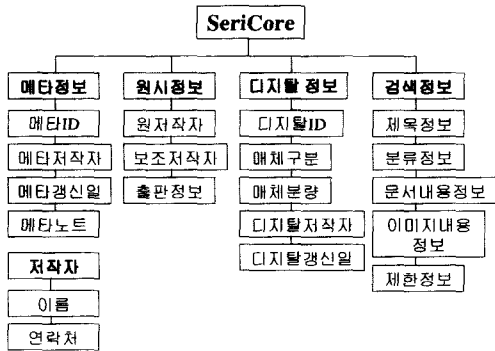 SeriCore
메타정보
메타ID
메타저작자
메타갱신일
메타노트
저작자
이름
연락처
원시정보
원저작자
보조저작자
출판정보
디지탈 정보
디지탈ID
매체구분
매체분량
디지탈저작자
디지탈갱신일
검색정보
제목정보
분류정보
문서내용정보
이미지내용
정보
제한정보